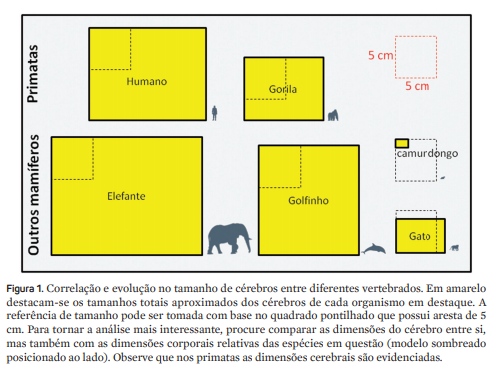 Primatas
Humano
Gorila
5 cm
5 cm
Outros mamíferos
Elefante
Golfinho
camurdongo
Gato
Figura 1. Correlação e evolução no tamanho de cérebros entre diferentes vertebrados. Em amarelo
destacam-se os tamanhos totais aproximados dos cérebros de cada organismo em destaque. A
referência de tamanho pode ser tomada com base no quadrado pontilhado que possui aresta de 5
cm. Para tornar a análise mais interessante, procure comparar as dimensões do cérebro entre si,
mas também com as dimensões corporais relativas das espécies em questão (modelo sombreado
posicionado ao lado). Observe que nos primatas as dimensões cerebrais são evidenciadas.